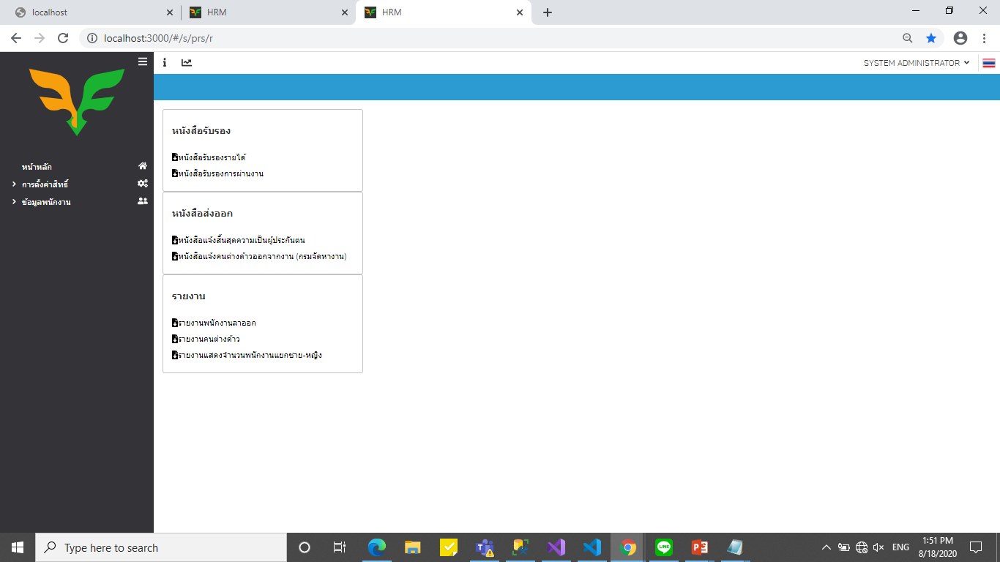 localhost
HRM
HRM
localhost:3000/#/s/prs/r
SYSTEM ADMINISTRATOR
หน้าหลัก
การตั้งค่าสิทธิ์
ข้อมูลพนักงาน
หนังสือรับรอง
หนังสือรับรองรายได้
หนังสือรับรองการผ่านงาน
หนังสือส่งออก
หนังสือแจ้งสิ้นสุดความเป็นผู้ประกันตน
หนังสือแจ้งคนต่างด้าวออกจากงาน (กรมจัดหางาน)
รายงาน
รายงานพนักงานลาออก
รายงานคนต่างด้าว
รายงานแสดงจำนวนพนักงานแยกชาย-หญิง
Type here to search
LINE
ENG
1:51 PM
8/18/2020